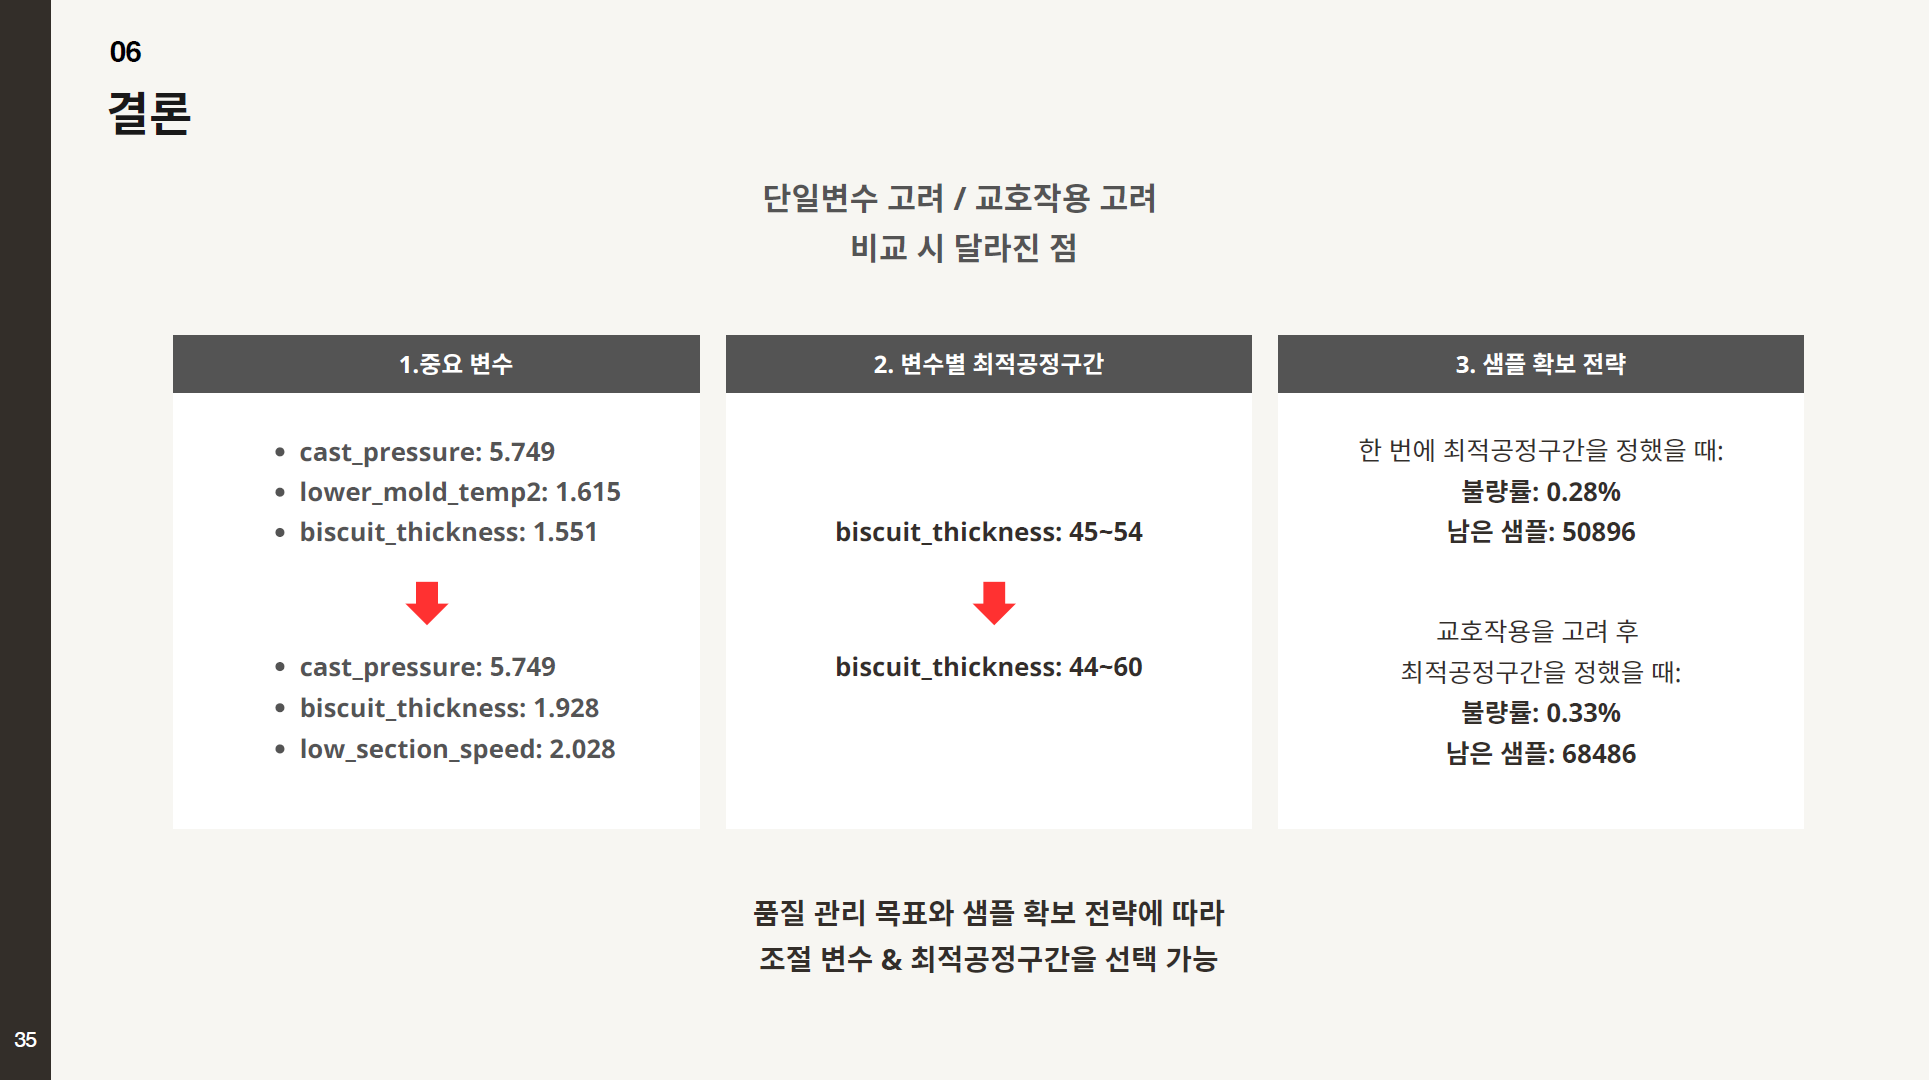 06
결론
단일변수 고려 / 교호작용 고려
비교 시 달라진 점
1.중요 변수
• cast_pressure: 5.749
• lower_mold_temp2: 1.615
• biscuit_thickness: 1.551
• cast_pressure: 5.749
• biscuit_thickness: 1.928
• low_section_speed: 2.028
2. 변수별 최적공정구간
biscuit_thickness: 45~54
biscuit_thickness: 44~60
3. 샘플 확보 전략
한 번에 최적공정구간을 정했을 때:
불량률: 0.28%
남은 샘플: 50896
교호작용을 고려 후
최적공정구간을 정했을 때:
불량률: 0.33%
남은 샘플: 68486
품질 관리 목표와 샘플 확보 전략에 따라
조절 변수 & 최적공정구간을 선택 가능
35